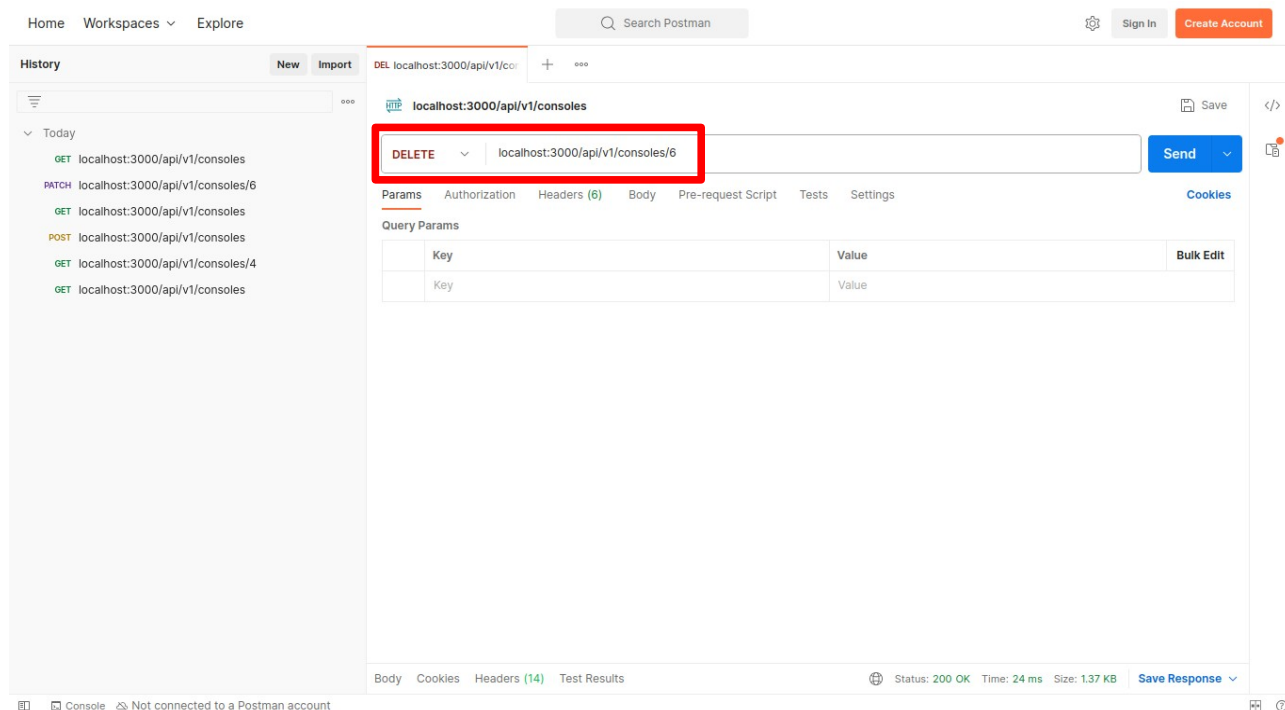 Home Workspaces Explore Search Postman Sign In Create Account
History New Import DEL localhost:3000/api/v1/cor
HTTP localhost:3000/api/v1/consoles Save
Today
GET localhost:3000/api/v1/consoles
PATCH localhost:3000/api/v1/consoles/6
GET localhost:3000/api/v1/consoles
POST localhost:3000/api/v1/consoles
GET localhost:3000/api/v1/consoles/4
GET localhost:3000/api/v1/consoles
DELETE localhost:3000/api/v1/consoles/6 Send
Params Authorization Headers (6) Body Pre-request Script Tests Settings Cookies
Query Params
Key Value Bulk Edit
Key Value
Body Cookies Headers (14) Test Results Status: 200 OK Time: 24 ms Size: 1.37 KB Save Response
Console Not connected to a Postman account